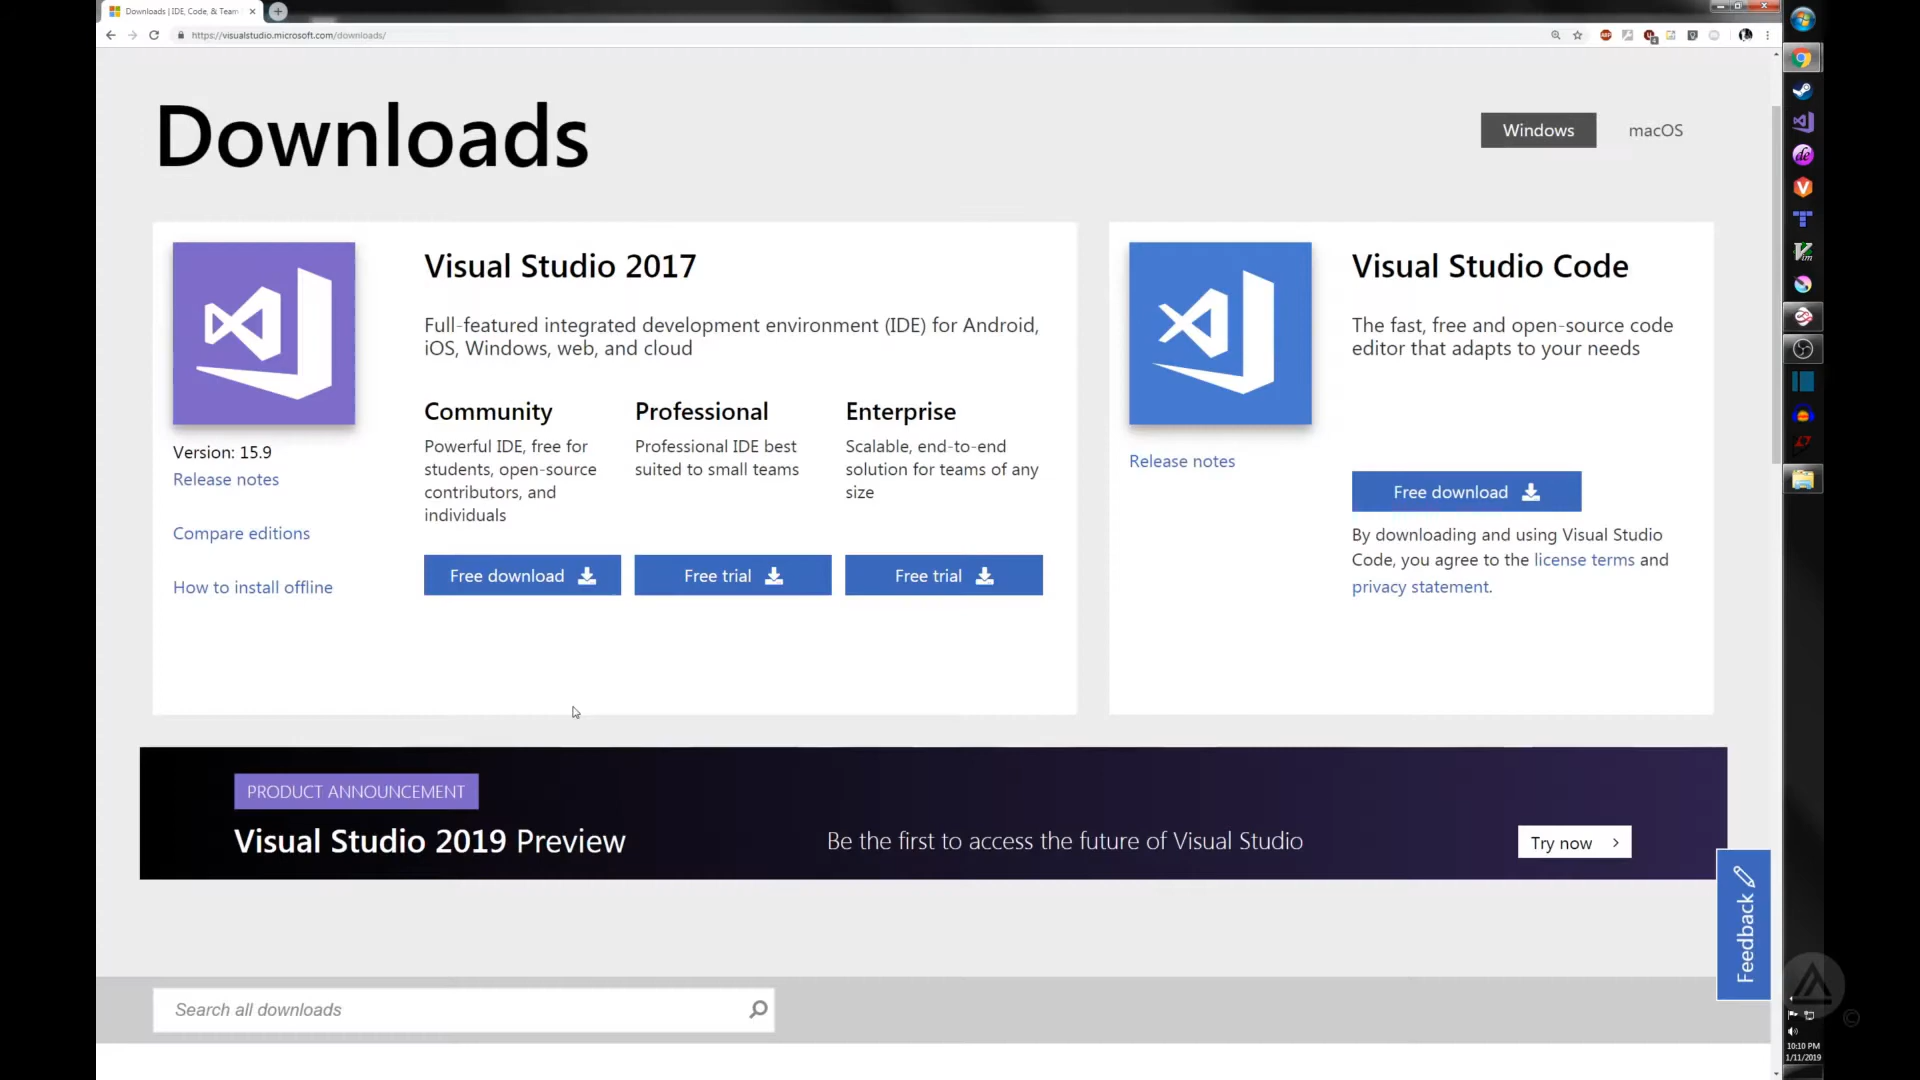 Downloads | IDE, Code, & Team
https://visualstudio.microsoft.com/downloads/
Downloads
Windows
macOS
Visual Studio 2017
Full-featured integrated development environment (IDE) for Android,
iOS, Windows, web, and cloud
Version: 15.9
Release notes
Compare editions
How to install offline
Community
Powerful IDE, free for
students, open-source
contributors, and
individuals
Free download
Professional
Professional IDE best
suited to small teams
Free trial
Enterprise
Scalable, end-to-end
solution for teams of any
size
Free trial
Visual Studio Code
The fast, free and open-source code
editor that adapts to your needs
Release notes
Free download
By downloading and using Visual Studio
Code, you agree to the license terms and
privacy statement.
PRODUCT ANNOUNCEMENT
Visual Studio 2019 Preview
Be the first to access the future of Visual Studio
Try now
Feedback
Search all downloads
10:10 PM
1/11/2019